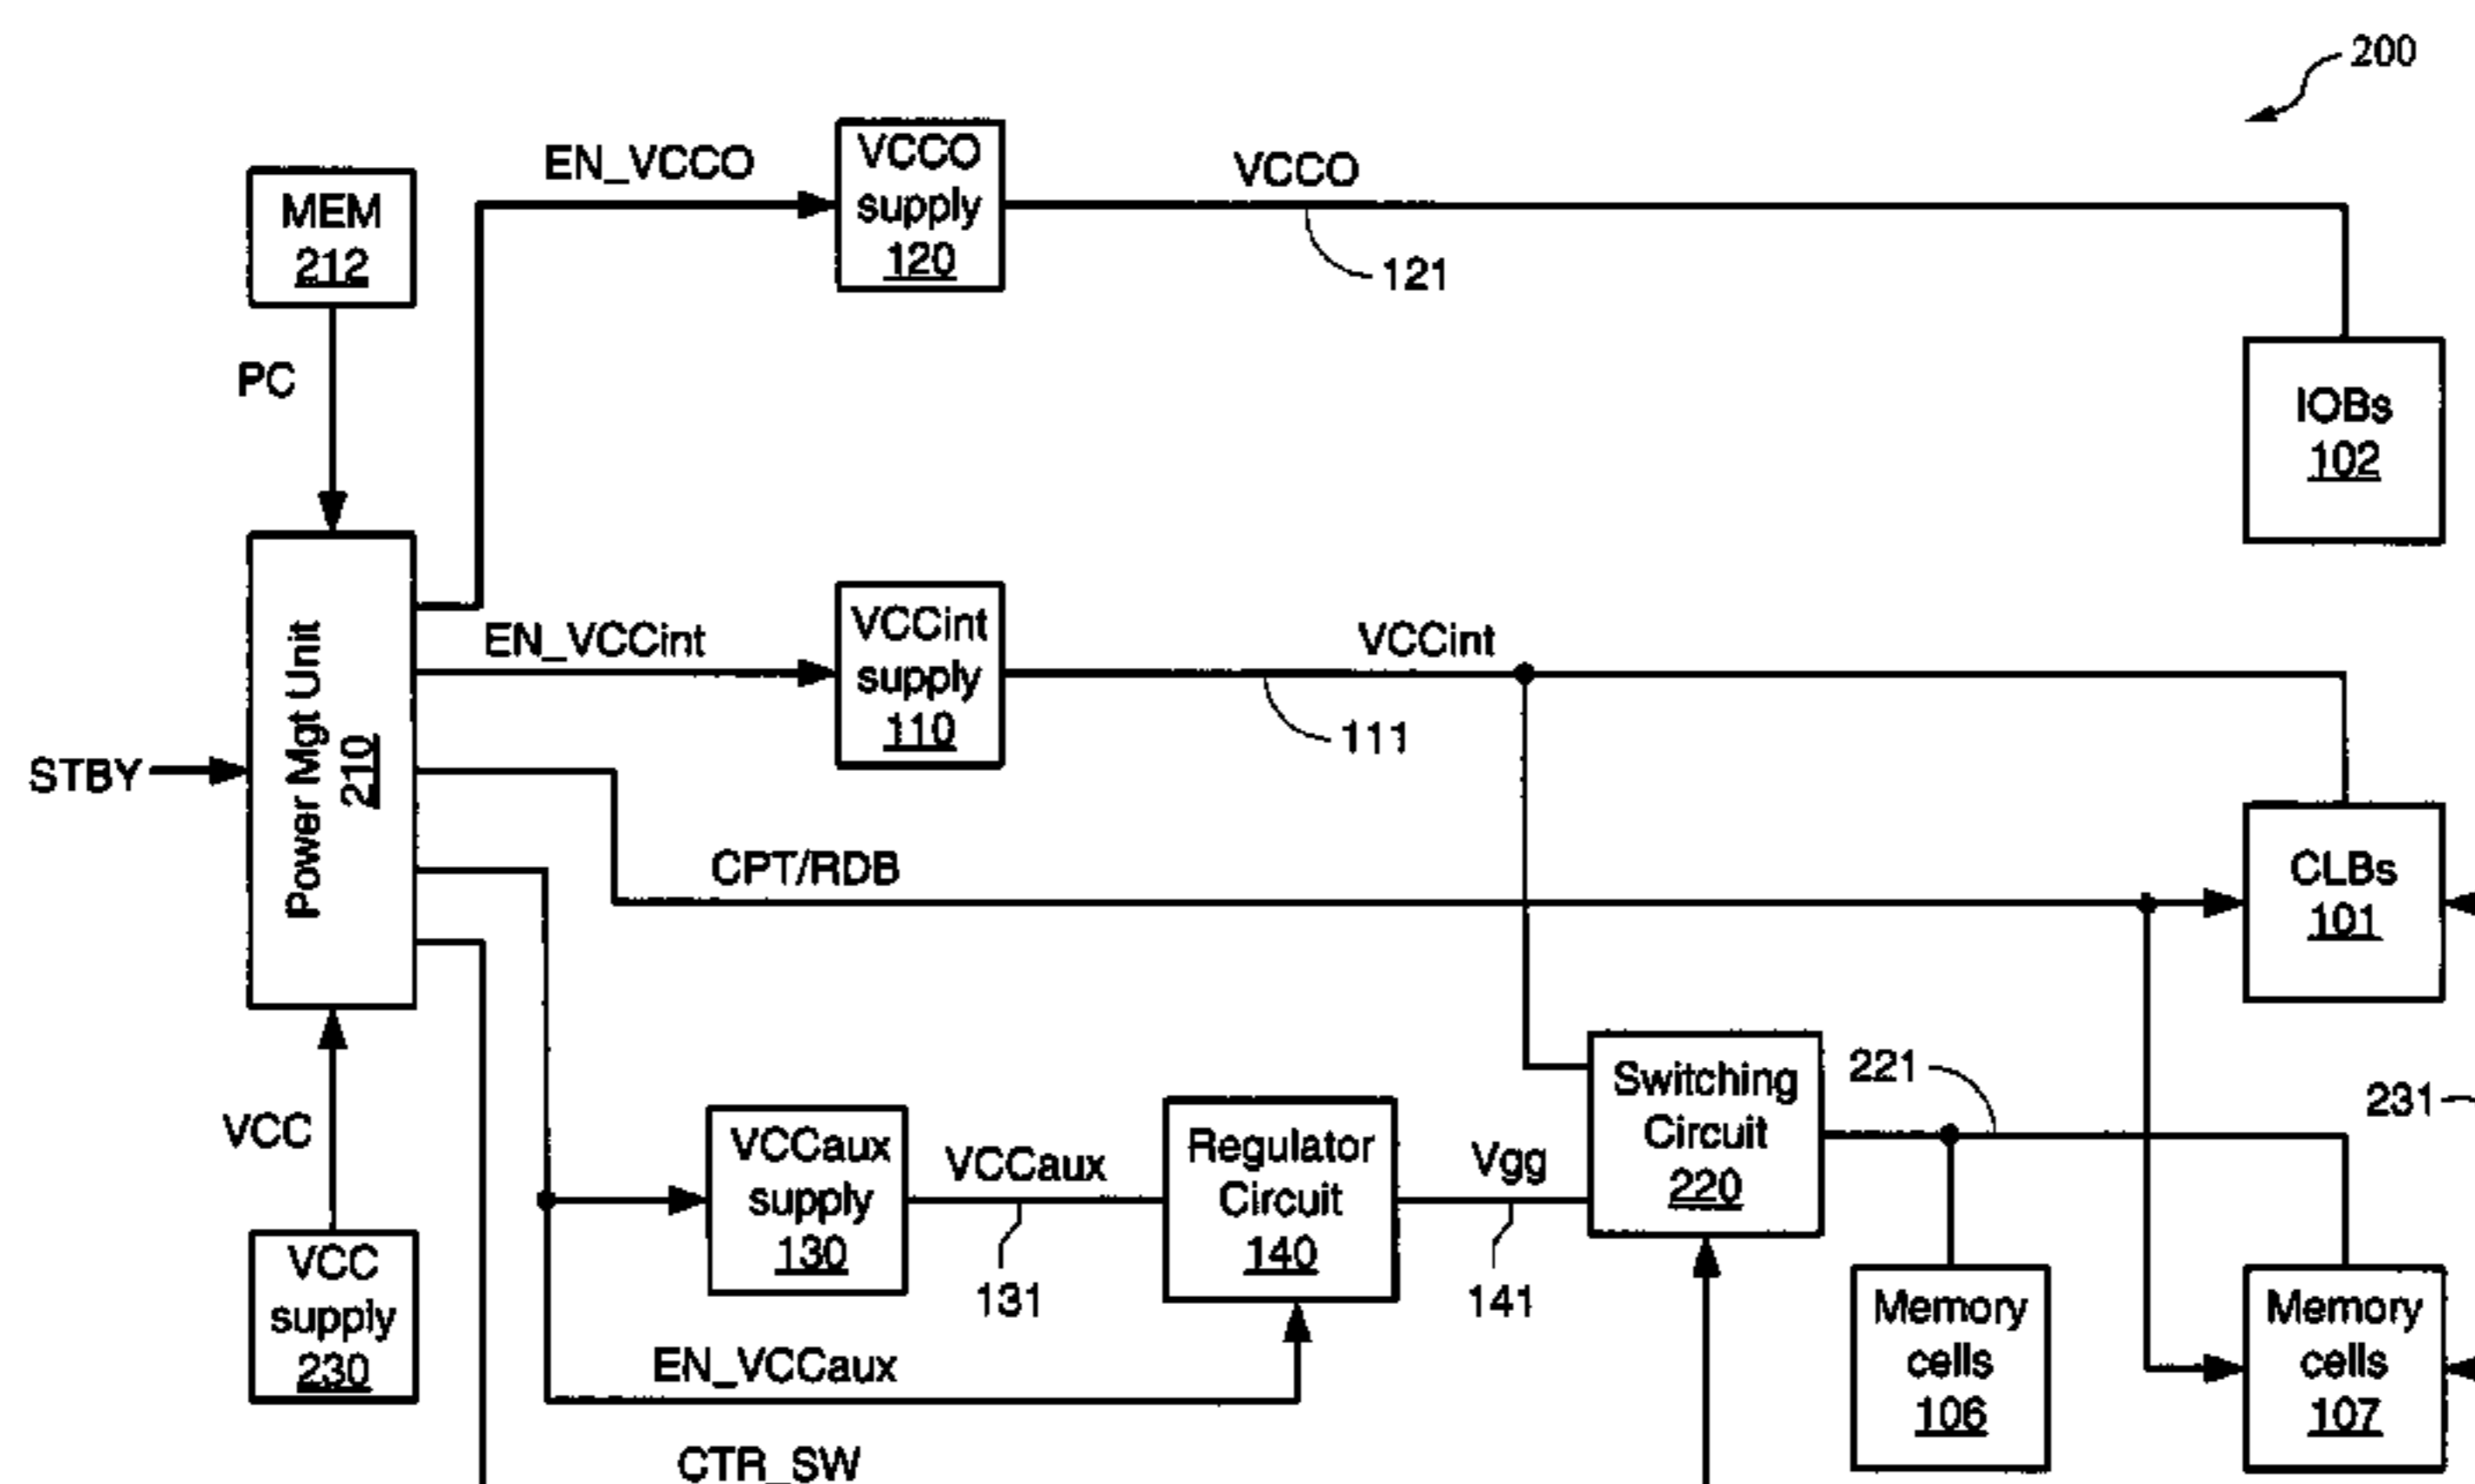 200
EN_VCCO
VCCO
supply
120
VCCO
121
MEM
212
PC
IOBs
102
Power Mgt Unit
210
EN_VCCint
VCCint
supply
110
VCCint
111
STBY
CPT/RDB
CLBs
101
VCC
VCC
supply
230
VCCaux
supply
130
VCCaux
131
Regulator
Circuit
140
Vgg
141
Switching
Circuit
220
221
231
EN_VCCaux
Memory
cells
106
Memory
cells
107
CTR_SW